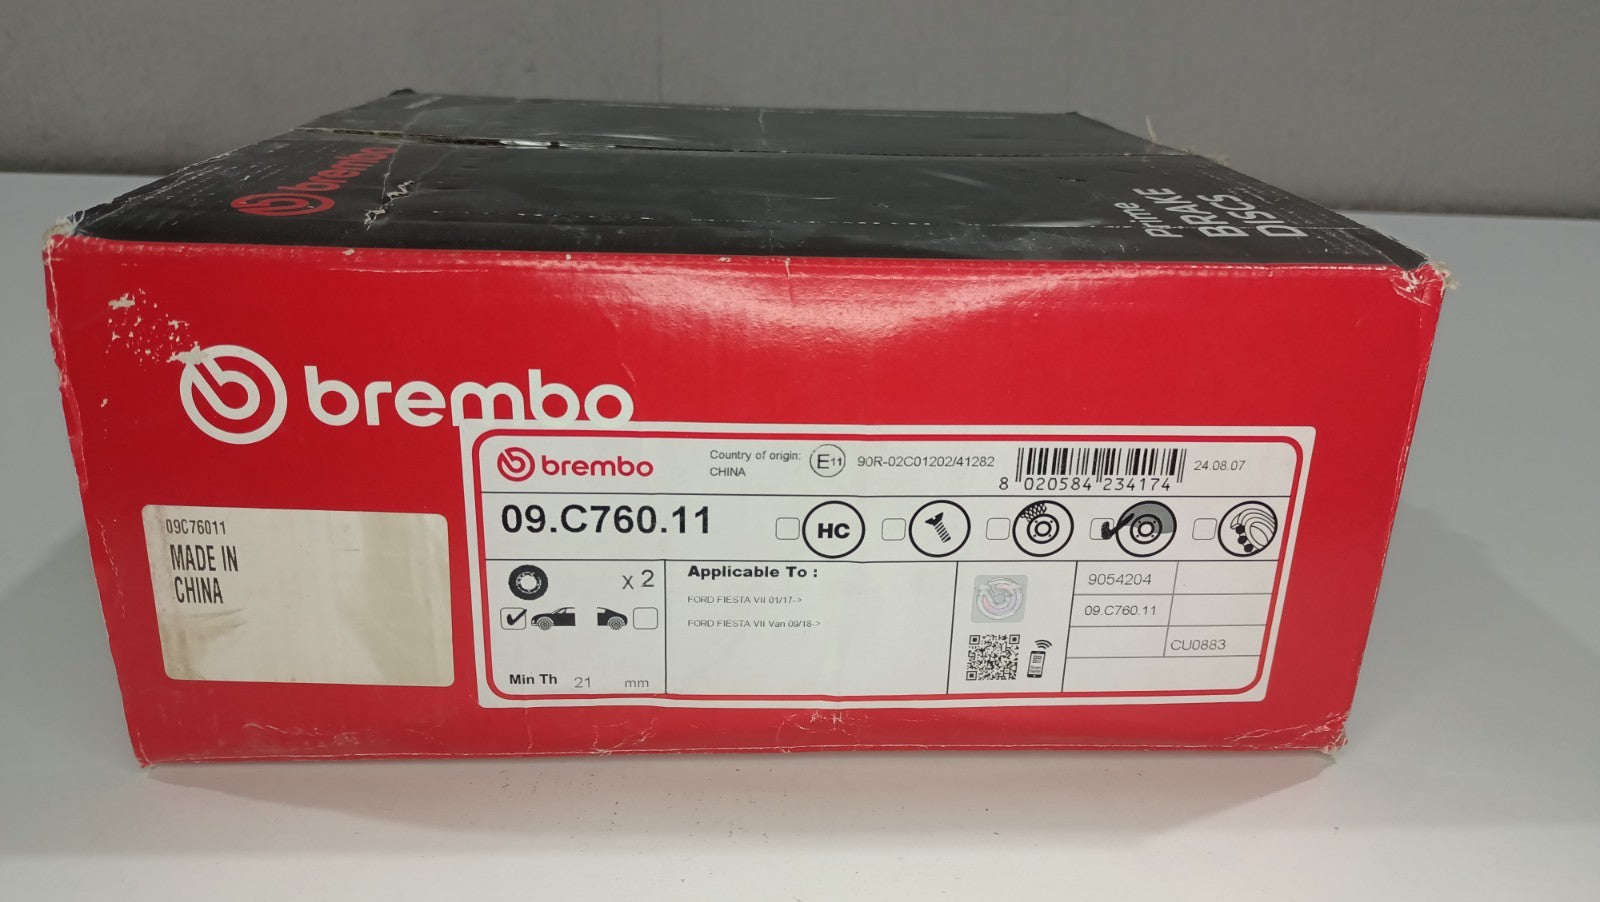 brembo
Prime
BRAKE
DISCS
brembo
09C76011
MADE IN
CHINA
brembo
Country of origin:
CHINA
E11
90R-02C01202/41282
8 020584 234174
24.08.07
09.C760.11
HC
x 2
Min Th 21 mm
Applicable To :
FORD FIESTA VII 01/17->
FORD FIESTA VII Van 09/18->
9054204
09.C760.11
CU0883